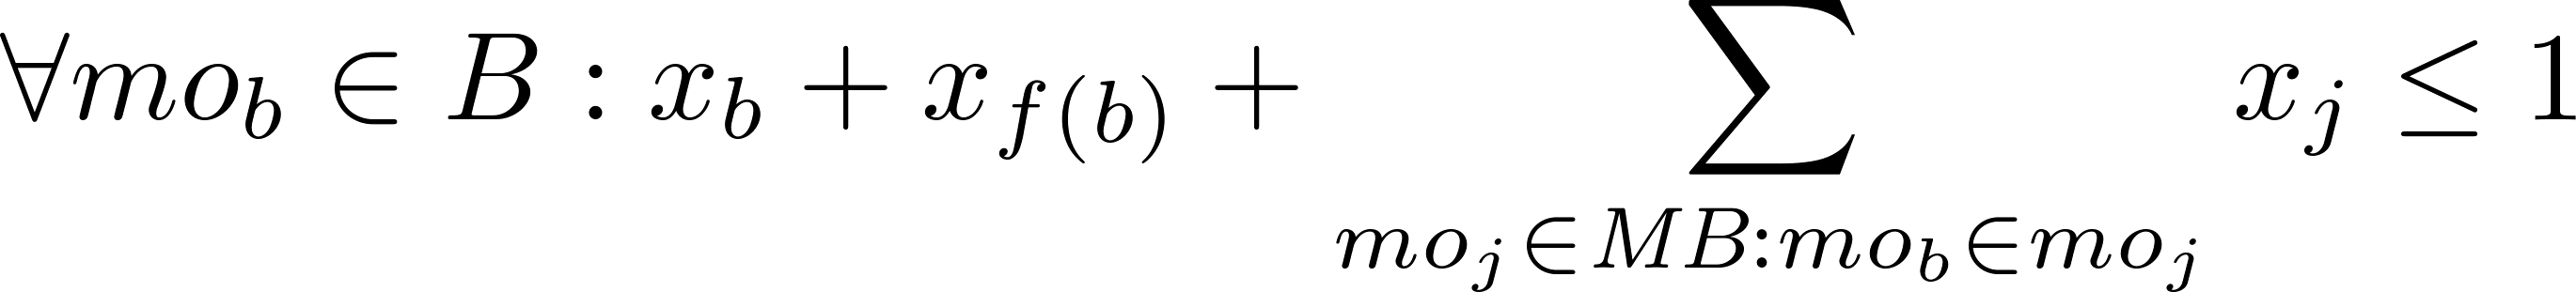 ∀mo_b ∈ B : x_b + x_{f(b)} + ∑_{mo_j∈MB:mo_b∈mo_j} x_j ≤ 1